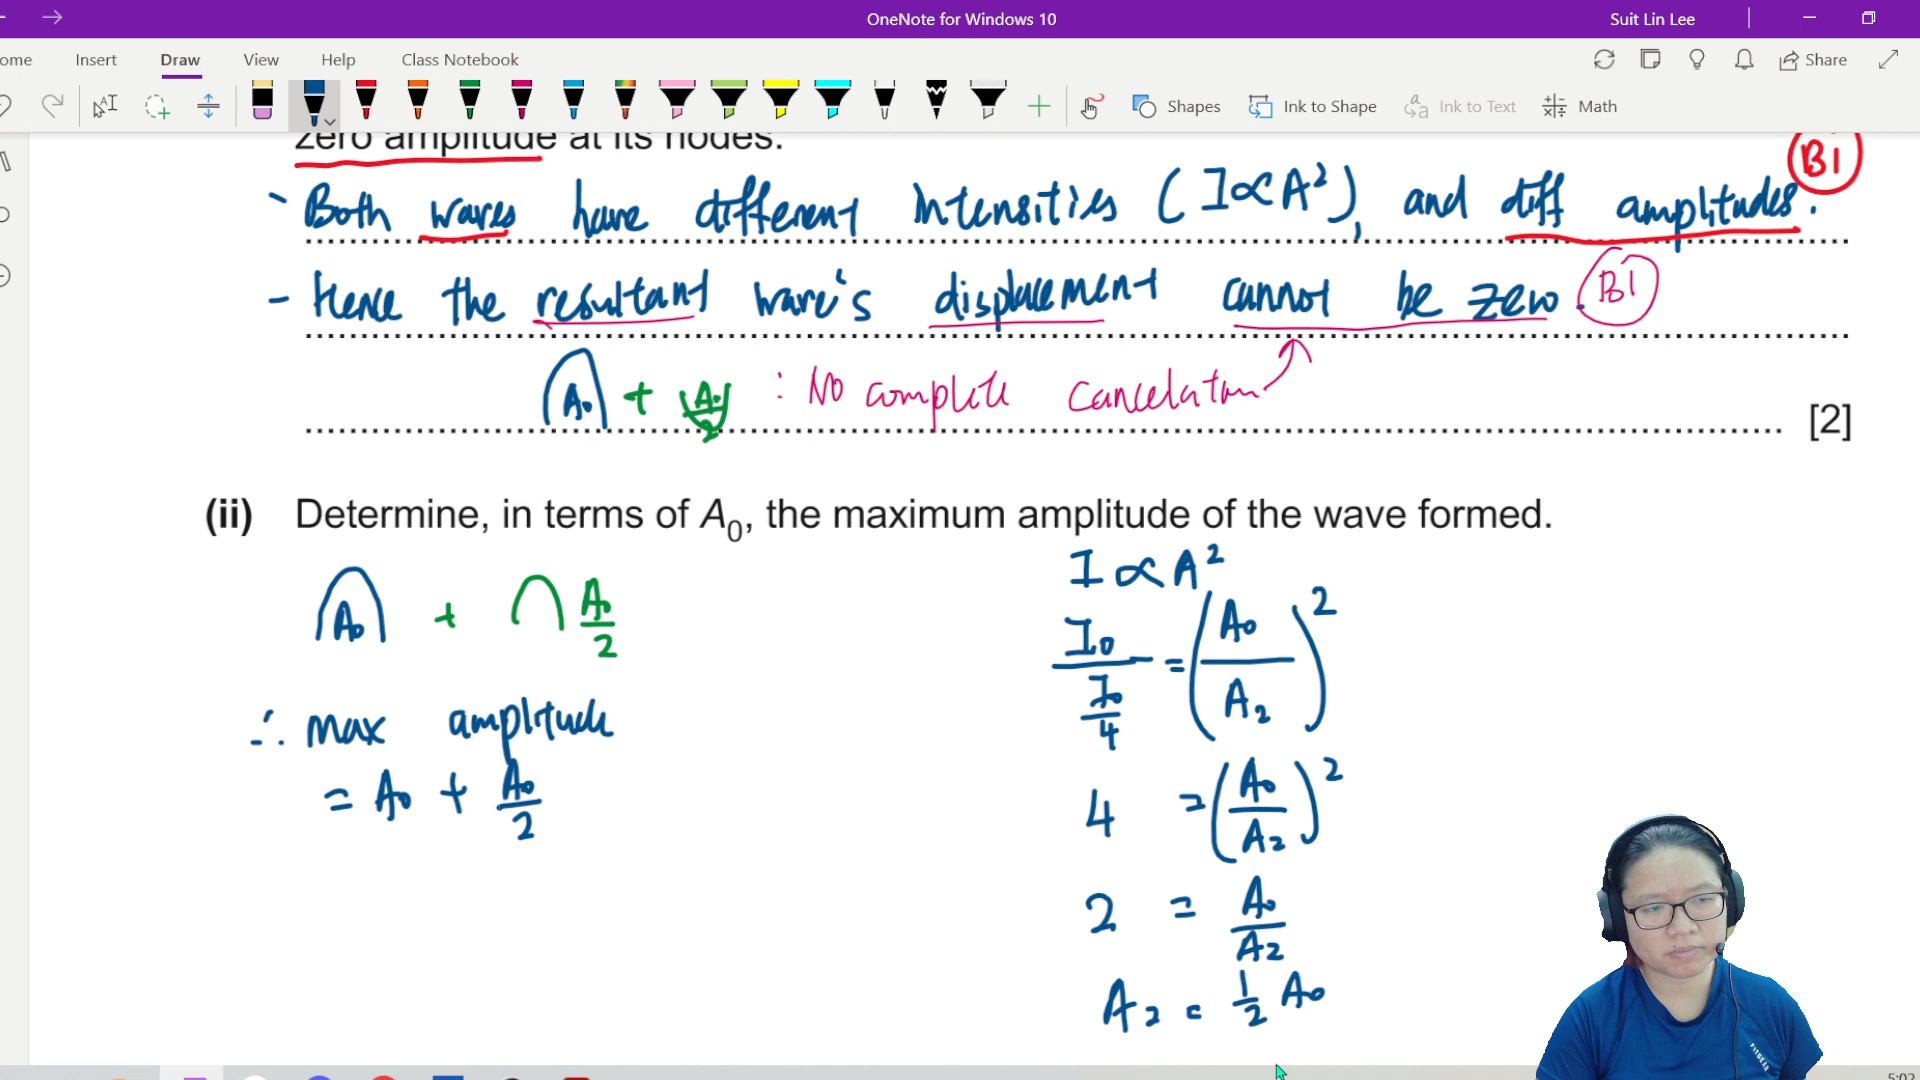 OneNote for Windows 10
Suit Lin Lee
ome Insert Draw View Help Class Notebook Share
Shapes Ink to Shape Ink to Text Math
zero amplitude at its nodes.
B1
- Both waves have different intensities (I∝A²), and diff amplitudes.
- Hence the resultant wave's displacement cannot be zero. B1
A₀ + A₀/2 : No complete cancelation
[2]
(ii) Determine, in terms of A₀, the maximum amplitude of the wave formed.
A₀ + A₀/2
∴ max amplitude
= A₀ + A₀/2
I ∝ A²
I₀/(I₀/4) = (A₀/A₂)²
4 = (A₀/A₂)²
2 = A₀/A₂
A₂ = 1/2 A₀
FITGEAR
5:02